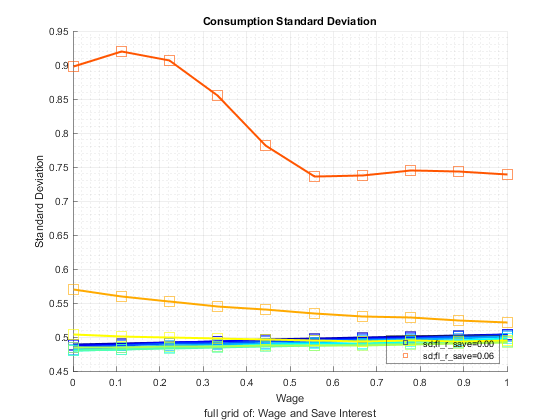 Consumption Standard Deviation
0.95
0.9
0.85
0.8
0.75
0.7
0.65
0.6
0.55
0.5
0.45
Standard Deviation
sd;fl_r_save=0.00
sd;fl_r_save=0.06
0 0.1 0.2 0.3 0.4 0.5 0.6 0.7 0.8 0.9 1
Wage
full grid of: Wage and Save Interest